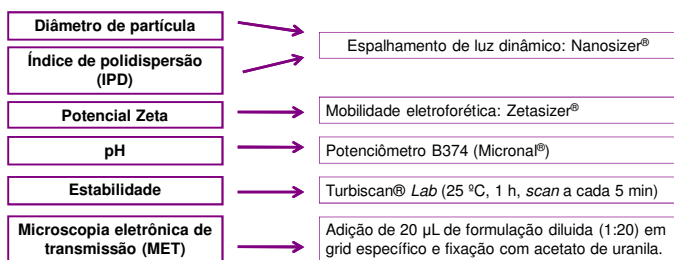 Diâmetro de partícula
Espalhamento de luz dinâmico: Nanosizer®
Índice de polidispersão
(IPD)
Potencial Zeta
Mobilidade eletroforética: Zetasizer®
pH
Potenciômetro B374 (Micronal®)
Estabilidade
Turbiscan® Lab (25 ºC, 1 h, scan a cada 5 min)
Microscopia eletrônica de
transmissão (MET)
Adição de 20 µL de formulação diluida (1:20) em
grid específico e fixação com acetato de uranila.